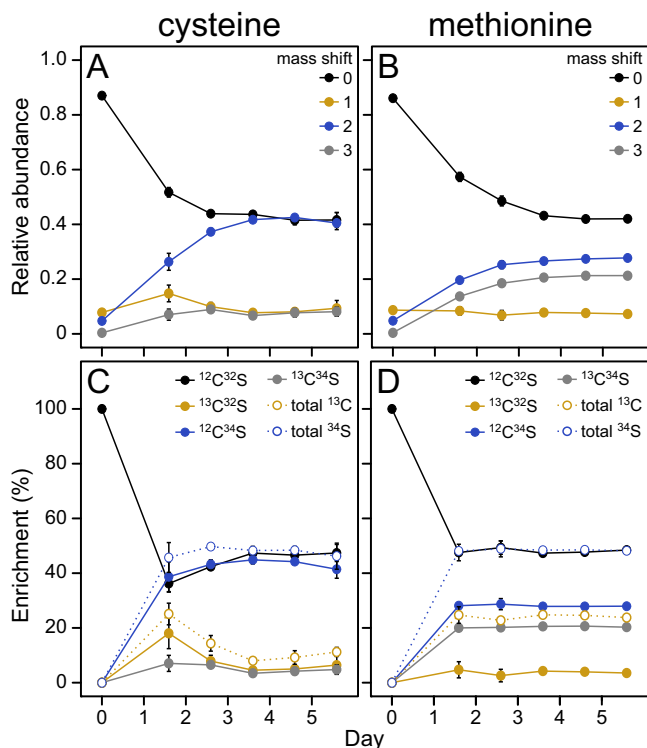 cysteine
methionine
A
mass shift
0
1
2
3
B
mass shift
0
1
2
3
Relative abundance
1.0
0.8
0.6
0.4
0.2
0
C
¹²C³²S
¹³C³²S
¹²C³⁴S
¹³C³⁴S
total ¹³C
total ³⁴S
D
¹²C³²S
¹³C³²S
¹²C³⁴S
¹³C³⁴S
total ¹³C
total ³⁴S
Enrichment (%)
100
80
60
40
20
0
0 1 2 3 4 5
0 1 2 3 4 5
Day